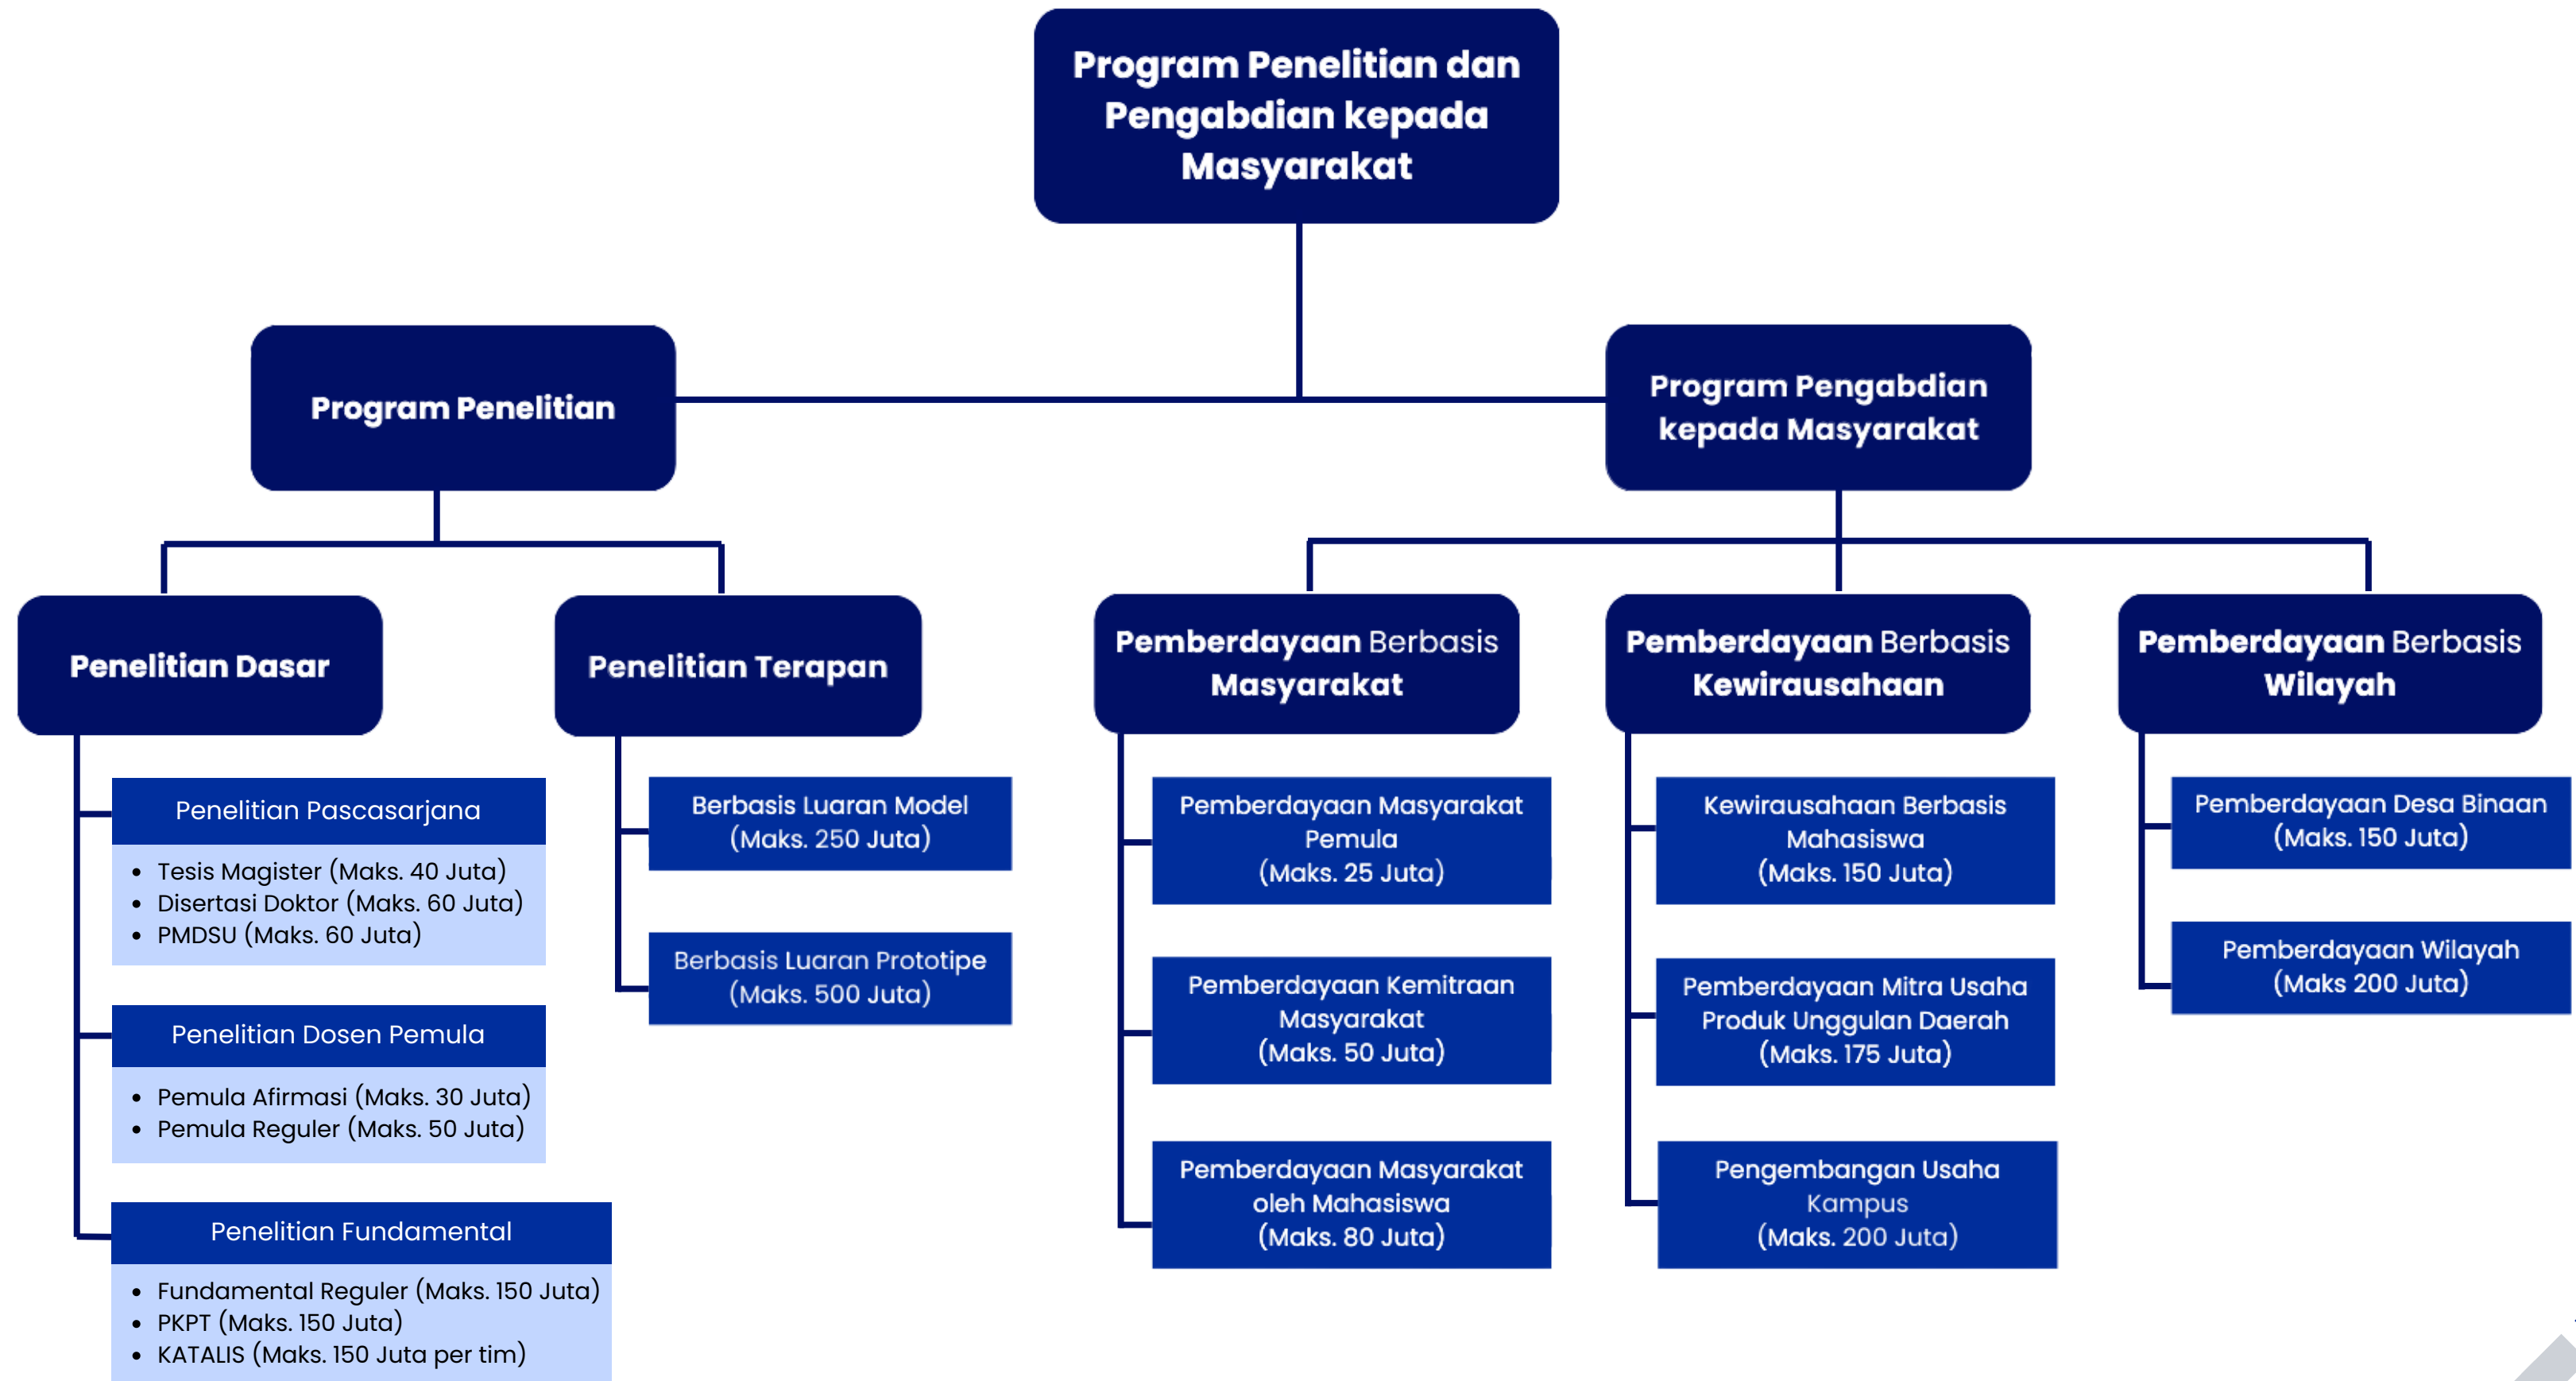 Program Penelitian dan
Pengabdian kepada
Masyarakat
Program Penelitian
Program Pengabdian
kepada Masyarakat
Penelitian Dasar
Penelitian Pascasarjana
• Tesis Magister (Maks. 40 Juta)
• Disertasi Doktor (Maks. 60 Juta)
• PMDSU (Maks. 60 Juta)
Penelitian Dosen Pemula
• Pemula Afirmasi (Maks. 30 Juta)
• Pemula Reguler (Maks. 50 Juta)
Penelitian Fundamental
• Fundamental Reguler (Maks. 150 Juta)
• PKPT (Maks. 150 Juta)
• KATALIS (Maks. 150 Juta per tim)
Penelitian Terapan
Berbasis Luaran Model
(Maks. 250 Juta)
Berbasis Luaran Prototipe
(Maks. 500 Juta)
Pemberdayaan Berbasis
Masyarakat
Pemberdayaan Masyarakat
Pemula
(Maks. 25 Juta)
Pemberdayaan Kemitraan
Masyarakat
(Maks. 50 Juta)
Pemberdayaan Masyarakat
oleh Mahasiswa
(Maks. 80 Juta)
Pemberdayaan Berbasis
Kewirausahaan
Kewirausahaan Berbasis
Mahasiswa
(Maks. 150 Juta)
Pemberdayaan Mitra Usaha
Produk Unggulan Daerah
(Maks. 175 Juta)
Pengembangan Usaha
Kampus
(Maks. 200 Juta)
Pemberdayaan Berbasis
Wilayah
Pemberdayaan Desa Binaan
(Maks. 150 Juta)
Pemberdayaan Wilayah
(Maks 200 Juta)